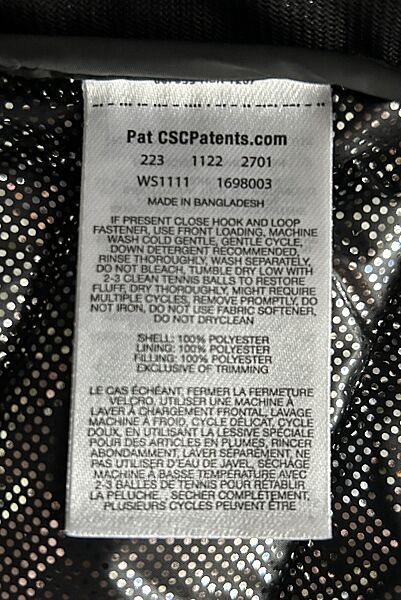 Pat CSCPatents.com
223 1122 2701
WS1111 1698003
MADE IN BANGLADESH
IF PRESENT CLOSE HOOK AND LOOP
FASTENER, USE FRONT LOADING, MACHINE
WASH COLD GENTLE, GENTLE CYCLE,
DOWN DETERGENT RECOMMENDED,
RINSE THOROUGHLY, WASH SEPARATELY,
DO NOT BLEACH, TUMBLE DRY LOW WITH
2-3 CLEAN TENNIS BALLS TO RESTORE
FLUFF, DRY THOROUGHLY, MIGHT REQUIRE
MULTIPLE CYCLES, REMOVE PROMPTLY, DO
NOT IRON, DO NOT USE FABRIC SOFTENER,
DO NOT DRYCLEAN
SHELL: 100% POLYESTER
LINING: 100% POLYESTER
FILLING: 100% POLYESTER
EXCLUSIVE OF TRIMMING
LE CAS ÉCHÉANT, FERMER LA FERMETURE
VELCRO, UTILISER UNE MACHINE À
LAVER À CHARGEMENT FRONTAL, LAVAGE
MACHINE À FROID, CYCLE DÉLICAT, CYCLE
DOUX, EN UTILISANT LA LESSIVE SPÉCIALE
POUR DES ARTICLES EN PLUMES, RINCER
ABONDAMMENT, LAVER SÉPARÉMENT, NE
PAS UTILISER D'EAU DE JAVEL, SÉCHAGE
MACHINE À BASSE TEMPÉRATURE AVEC
2-3 BALLES DE TENNIS POUR RETABLIR
LA PELUCHE, SECHER COMPLÉTEMENT,
PLUSIEURS CYCLES PEUVENT ÊTRE